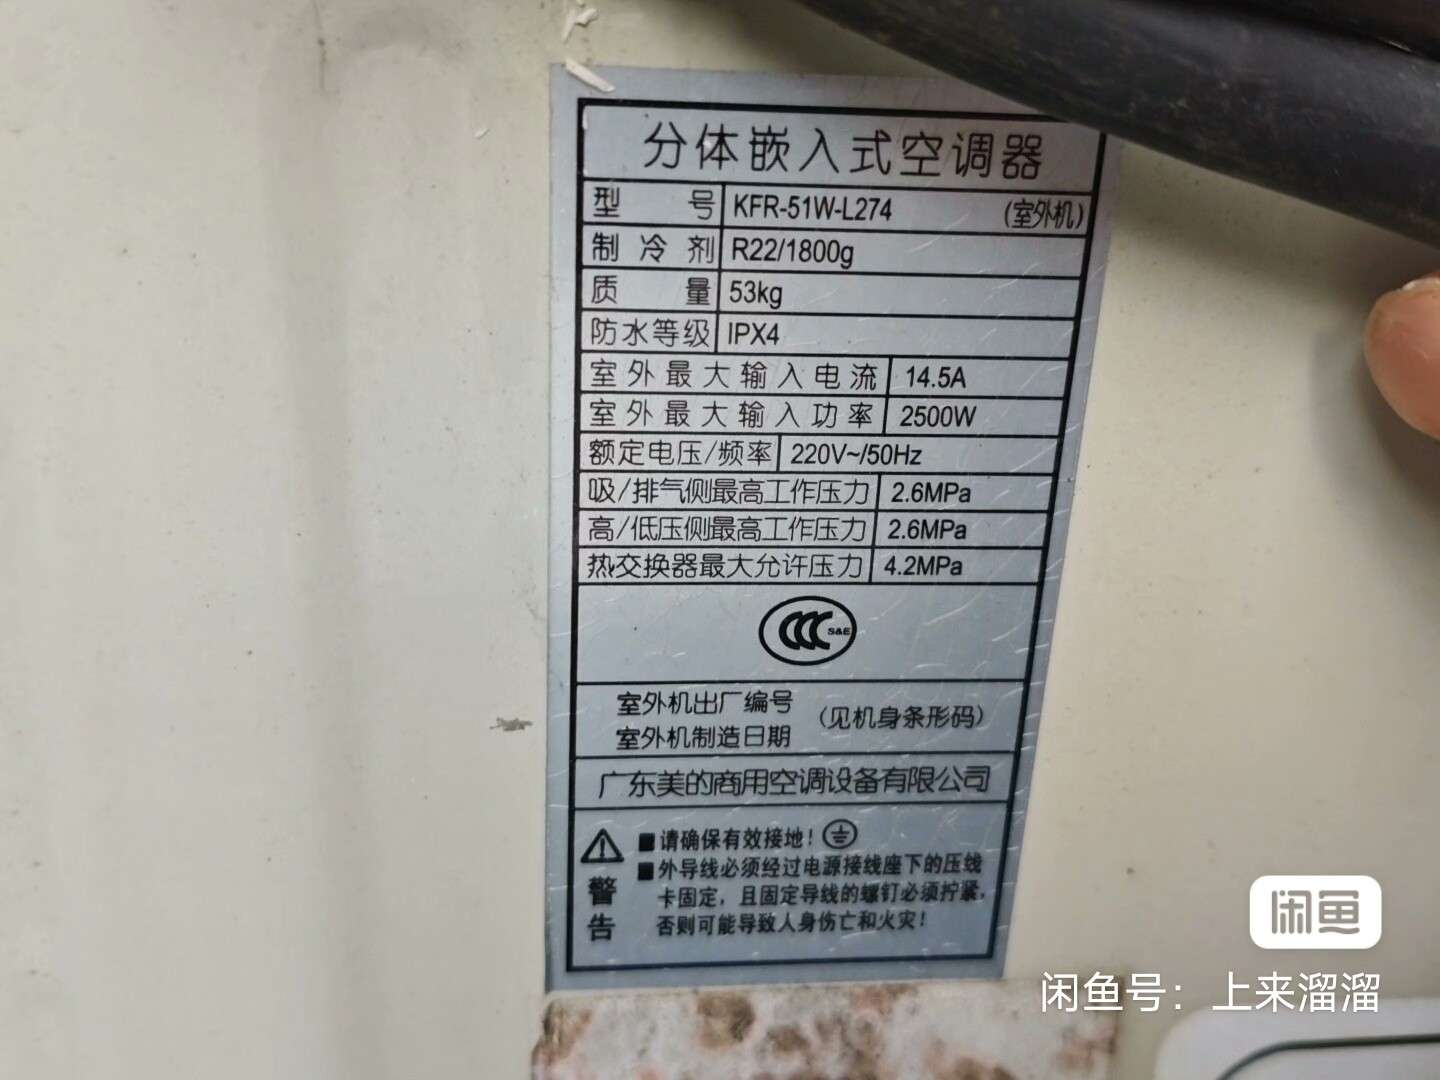 分体嵌入式空调器
型号 KFR-51W-L274 (室外机)
制冷剂 R22/1800g
质量 53kg
防水等级 IPX4
室外最大输入电流 14.5A
室外最大输入功率 2500W
额定电压/频率 220V~/50Hz
吸/排气侧最高工作压力 2.6MPa
高/低压侧最高工作压力 2.6MPa
热交换器最大允许压力 4.2MPa
CCC S&E
室外机出厂编号
室外机制造日期
(见机身条形码)
广东美的商用空调设备有限公司
警告
■请确保有效接地!
■外导线必须经过电源接线座下的压线
卡固定,且固定导线的螺钉必须拧紧,
否则可能导致人身伤亡和火灾!
闲鱼
闲鱼号：上来溜溜